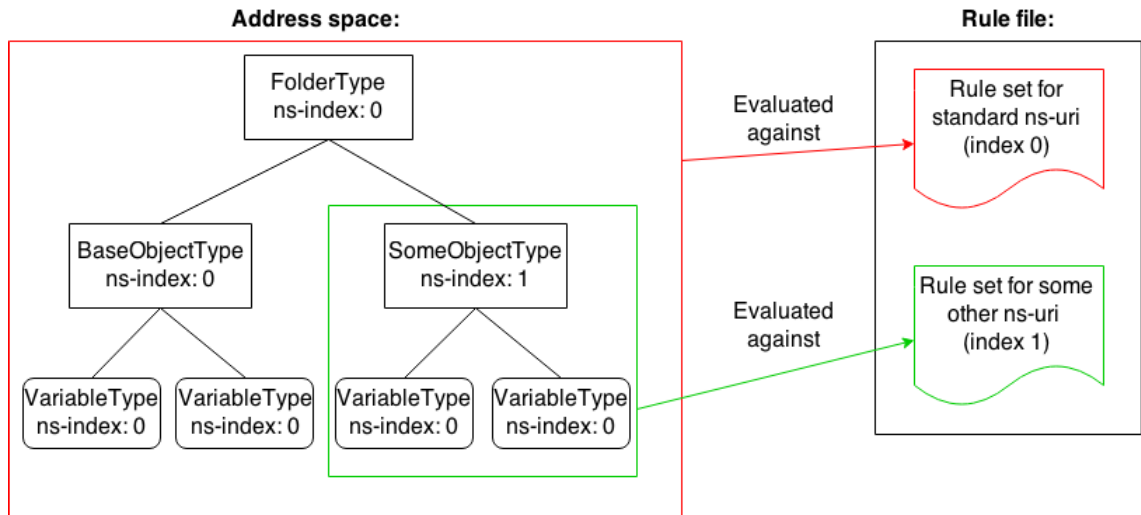 Address space:
Rule file:
FolderType
ns-index: 0
BaseObjectType
ns-index: 0
SomeObjectType
ns-index: 1
VariableType
ns-index: 0
VariableType
ns-index: 0
VariableType
ns-index: 0
VariableType
ns-index: 0
Evaluated
against
Evaluated
against
Rule set for
standard ns-uri
(index 0)
Rule set for some
other ns-uri
(index 1)